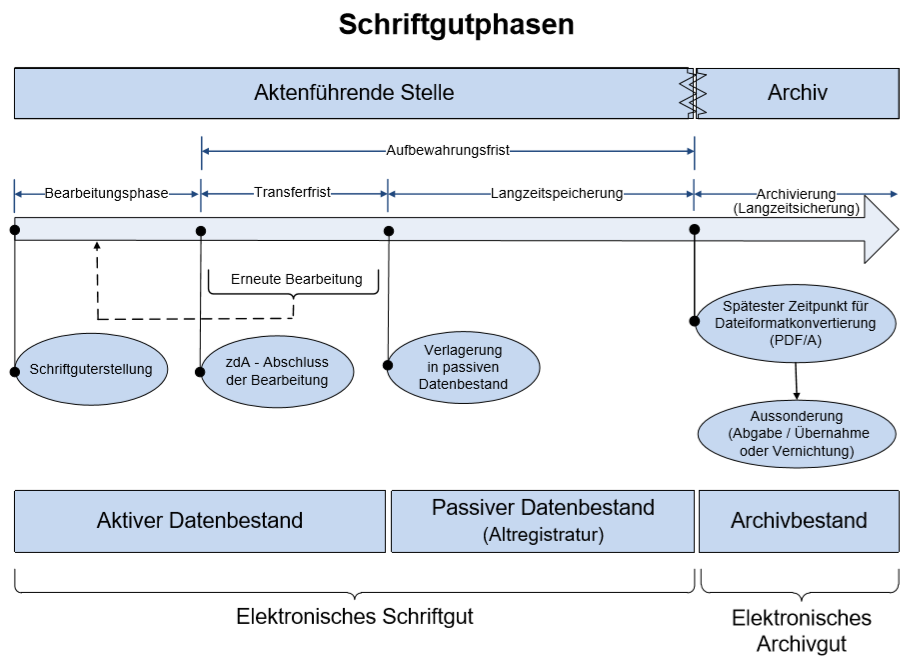 Schriftgutphasen
Aktenführende Stelle
Archiv
Aufbewahrungsfrist
Bearbeitungsphase
Transferfrist
Langzeitspeicherung
Archivierung
(Langzeitsicherung)
Erneute Bearbeitung
Schriftguterstellung
zdA - Abschluss
der Bearbeitung
Verlagerung
in passiven
Datenbestand
Spätester Zeitpunkt für
Dateiformatkonvertierung
(PDF/A)
Aussonderung
(Abgabe / Übernahme
oder Vernichtung)
Aktiver Datenbestand
Passiver Datenbestand
(Altregistratur)
Archivbestand
Elektronisches Schriftgut
Elektronisches
Archivgut